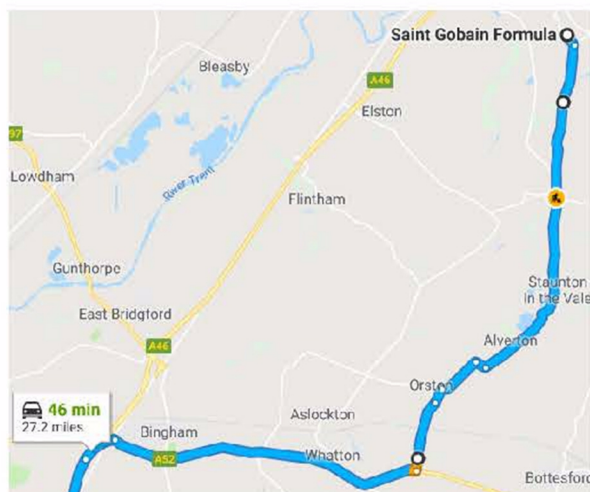 Saint Gobain Formula
Bleasby
A46
Elston
97
Lowdham
River Trent
Flintham
Gunthorpe
Staunton
in the Vale
East Bridgford
A46
Alverton
Orston
46 min
27.2 miles
Aslockton
Bingham
A52
Whatton
Bottesford